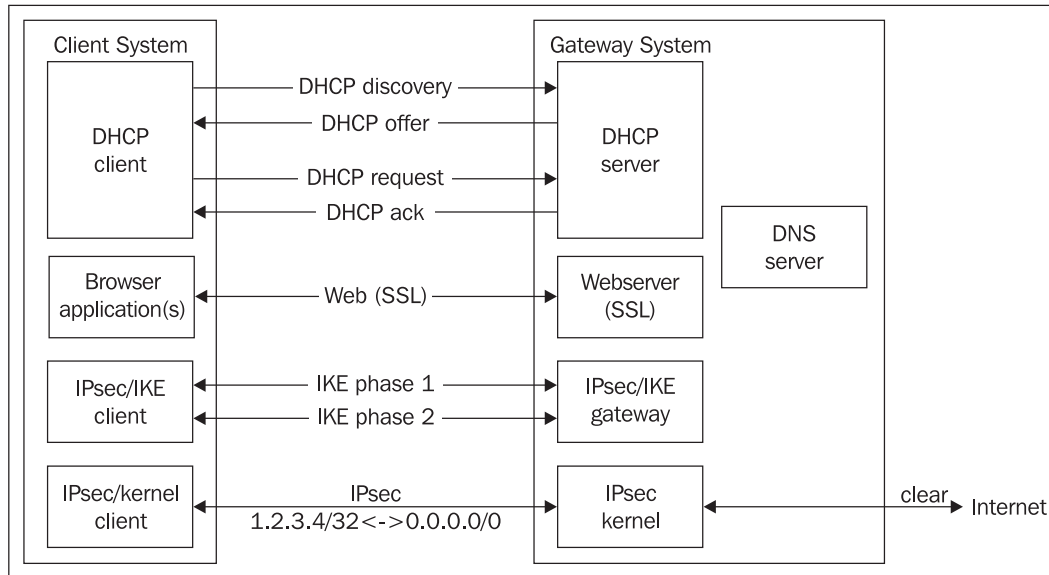 Client System
Gateway System
DHCP
client
DHCP discovery
DHCP offer
DHCP request
DHCP ack
DHCP
server
DNS
server
Browser
application(s)
Web (SSL)
Webserver
(SSL)
IPsec/IKE
client
IKE phase 1
IKE phase 2
IPsec/IKE
gateway
IPsec/kernel
client
IPsec
1.2.3.4/32<->0.0.0.0/0
IPsec
kernel
clear
Internet